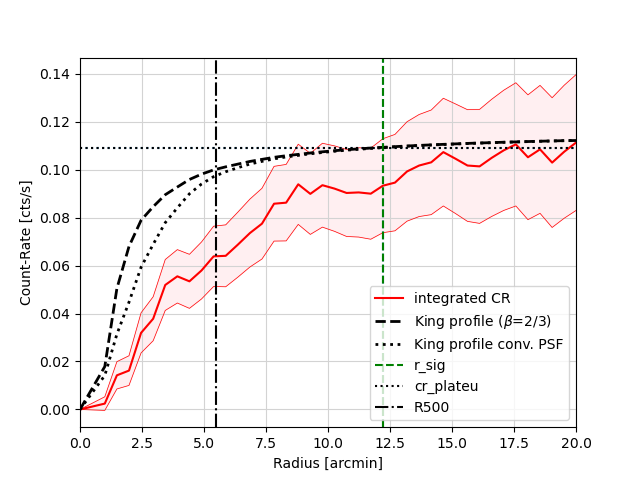 0.14
0.12
0.10
0.08
0.06
0.04
0.02
0.00
Count-Rate [cts/s]
integrated CR
King profile (β=2/3)
King profile conv. PSF
r_sig
cr_plateu
R500
0.0 2.5 5.0 7.5 10.0 12.5 15.0 17.5 20.0
Radius [arcmin]